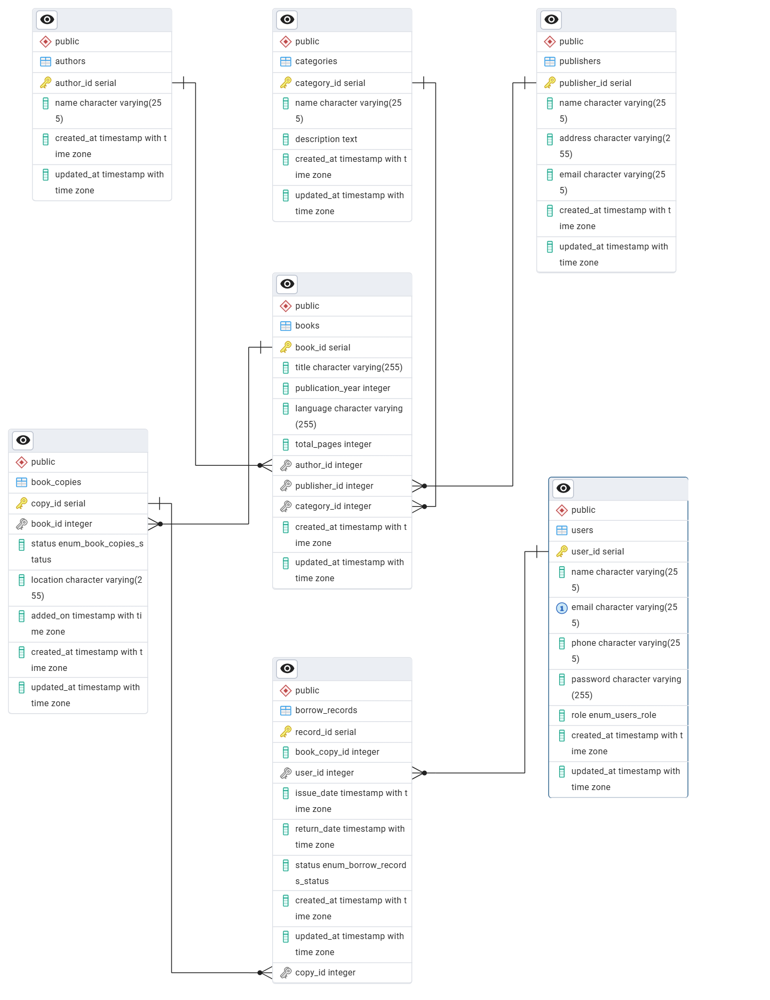 public
authors
author_id serial
name character varying(25
5)
created_at timestamp with t
ime zone
updated_at timestamp with
time zone
public
categories
category_id serial
name character varying(25
5)
description text
created_at timestamp with t
ime zone
updated_at timestamp with
time zone
public
publishers
publisher_id serial
name character varying(25
5)
address character varying(2
55)
email character varying(25
5)
created_at timestamp with t
ime zone
updated_at timestamp with
time zone
public
books
book_id serial
title character varying(255)
publication_year integer
language character varying
(255)
total_pages integer
author_id integer
publisher_id integer
category_id integer
created_at timestamp with t
ime zone
updated_at timestamp with
time zone
public
book_copies
copy_id serial
book_id integer
status enum_book_copies_s
tatus
location character varying(2
55)
added_on timestamp with ti
me zone
created_at timestamp with t
ime zone
updated_at timestamp with
time zone
public
users
user_id serial
name character varying(25
5)
1 email character varying(25
5)
phone character varying(25
5)
password character varying
(255)
role enum_users_role
created_at timestamp with t
ime zone
updated_at timestamp with
time zone
public
borrow_records
record_id serial
book_copy_id integer
user_id integer
issue_date timestamp with t
ime zone
return_date timestamp with
time zone
status enum_borrow_record
s_status
created_at timestamp with t
ime zone
updated_at timestamp with
time zone
copy_id integer